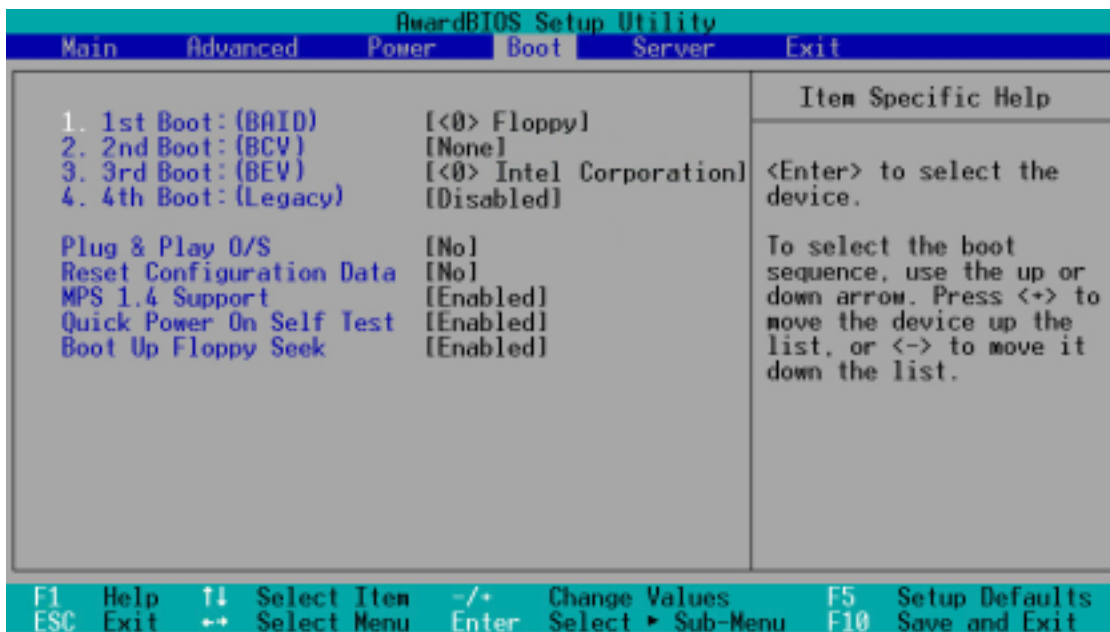 AwardBIOS Setup Utility
Main Advanced Power Boot Server Exit
1. 1st Boot:(BAID) [<0> Floppy]
2. 2nd Boot:(BCV) [None]
3. 3rd Boot:(BEV) [<0> Intel Corporation]
4. 4th Boot:(Legacy) [Disabled]
Plug & Play O/S [No]
Reset Configuration Data [No]
MPS 1.4 Support [Enabled]
Quick Power On Self Test [Enabled]
Boot Up Floppy Seek [Enabled]
Item Specific Help
<Enter> to select the
device.
To select the boot
sequence, use the up or
down arrow. Press <+> to
move the device up the
list, or <-> to move it
down the list.
F1 Help ↑↓ Select Item -/+ Change Values F5 Setup Defaults
ESC Exit ←→ Select Menu Enter Select ► Sub-Menu F10 Save and Exit